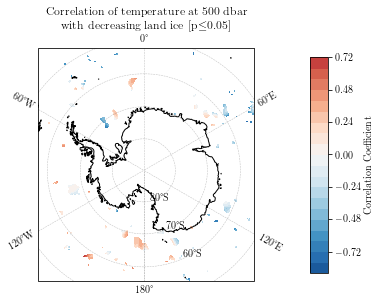 Correlation of temperature at 500 dbar
with decreasing land ice [p≤0.05]
0°
60°W
60°E
80°S
70°S
60°S
120°W
120°E
180°
0.72
0.48
0.24
0.00
−0.24
−0.48
−0.72
Correlation Coefficient